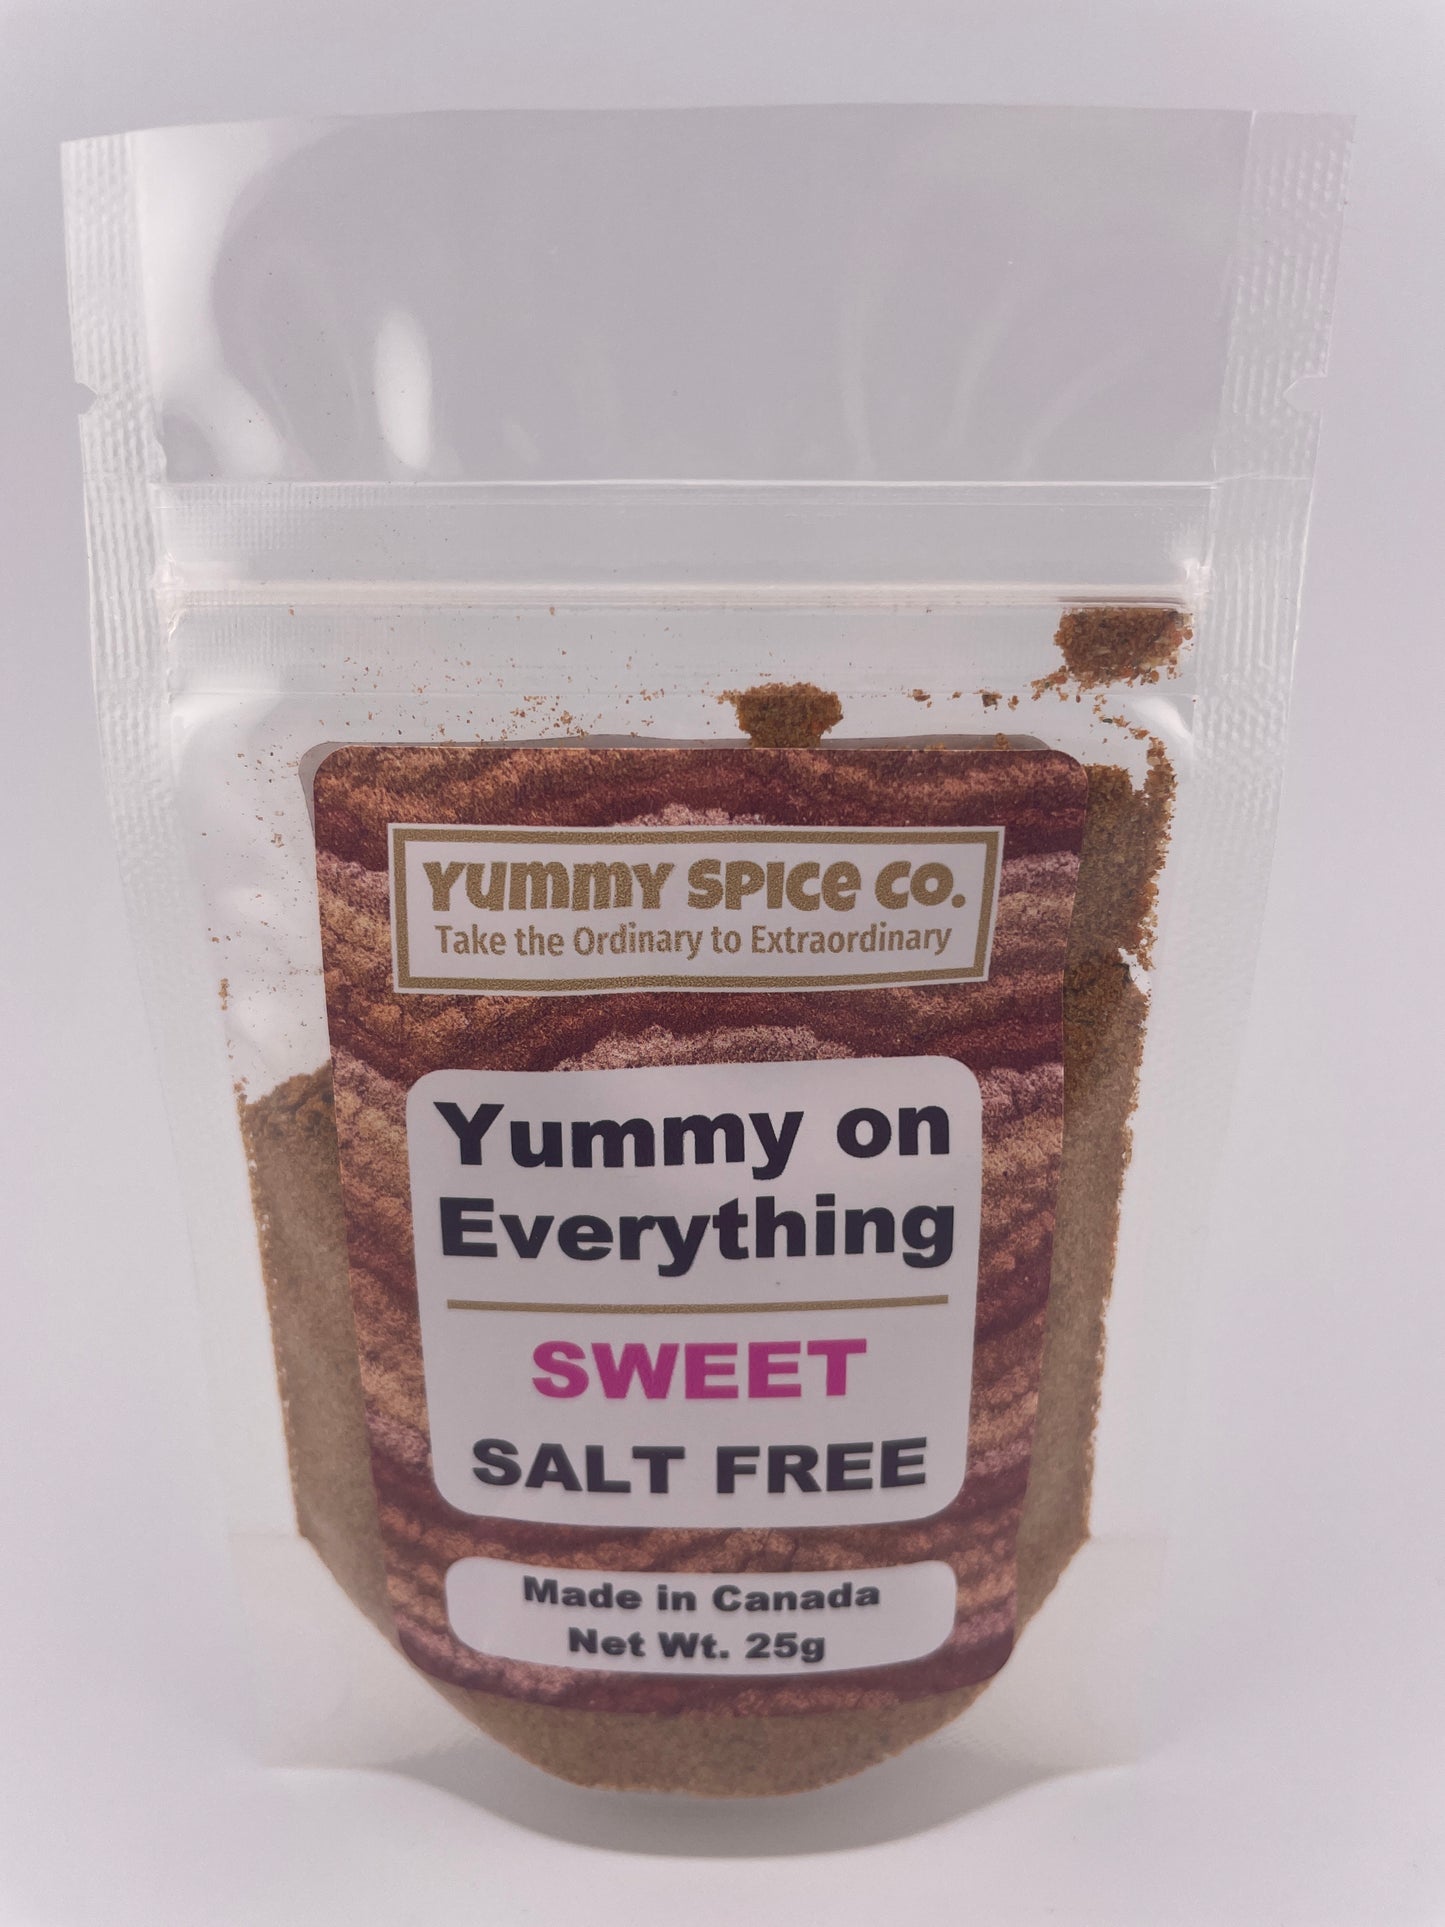 Yummy Spice Co.
Take the Ordinary to Extraordinary
Yummy on
Everything
SWEET
SALT FREE
Made in Canada
Net Wt. 25g